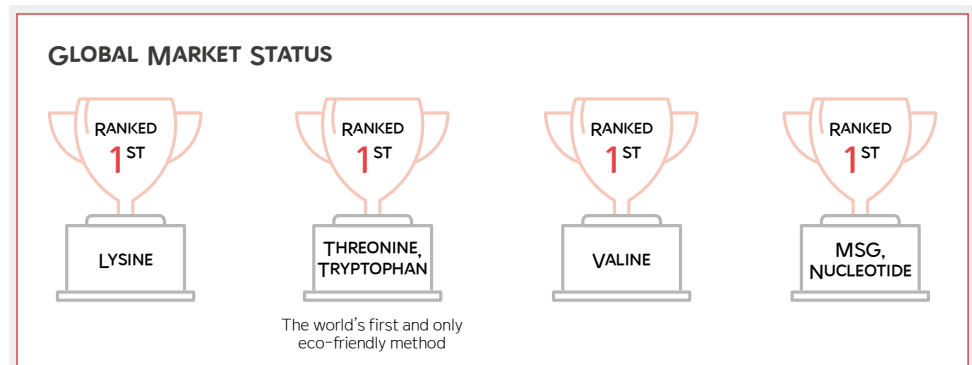 GLOBAL MARKET STATUS
RANKED
1ST
LYSINE
RANKED
1ST
THREONINE,
TRYPTOPHAN
The world's first and only
eco-friendly method
RANKED
1ST
VALINE
RANKED
1ST
MSG,
NUCLEOTIDE